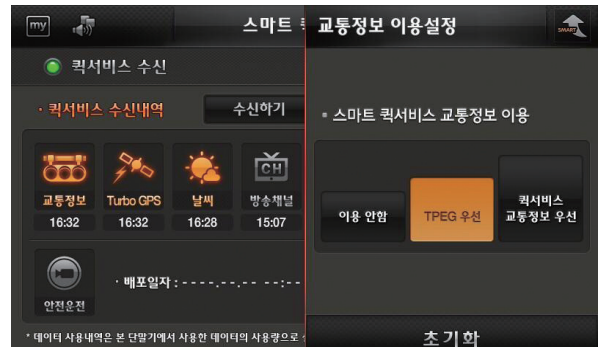 my
스마트
퀵서비스 수신
· 퀵서비스 수신내역
수신하기
교통정보
Turbo GPS
날씨
CH
방송채널
16:32
16:32
16:28
15:07
안전운전
· 배포일자 : - - - - . - - . - - - - : - -
* 데이터 사용내역은 본 단말기에서 사용한 데이터의 사용량으로
교통정보 이용설정
SMART
▪ 스마트 퀵서비스 교통정보 이용
이용 안함
TPEG 우선
퀵서비스
교통정보 우선
초기화